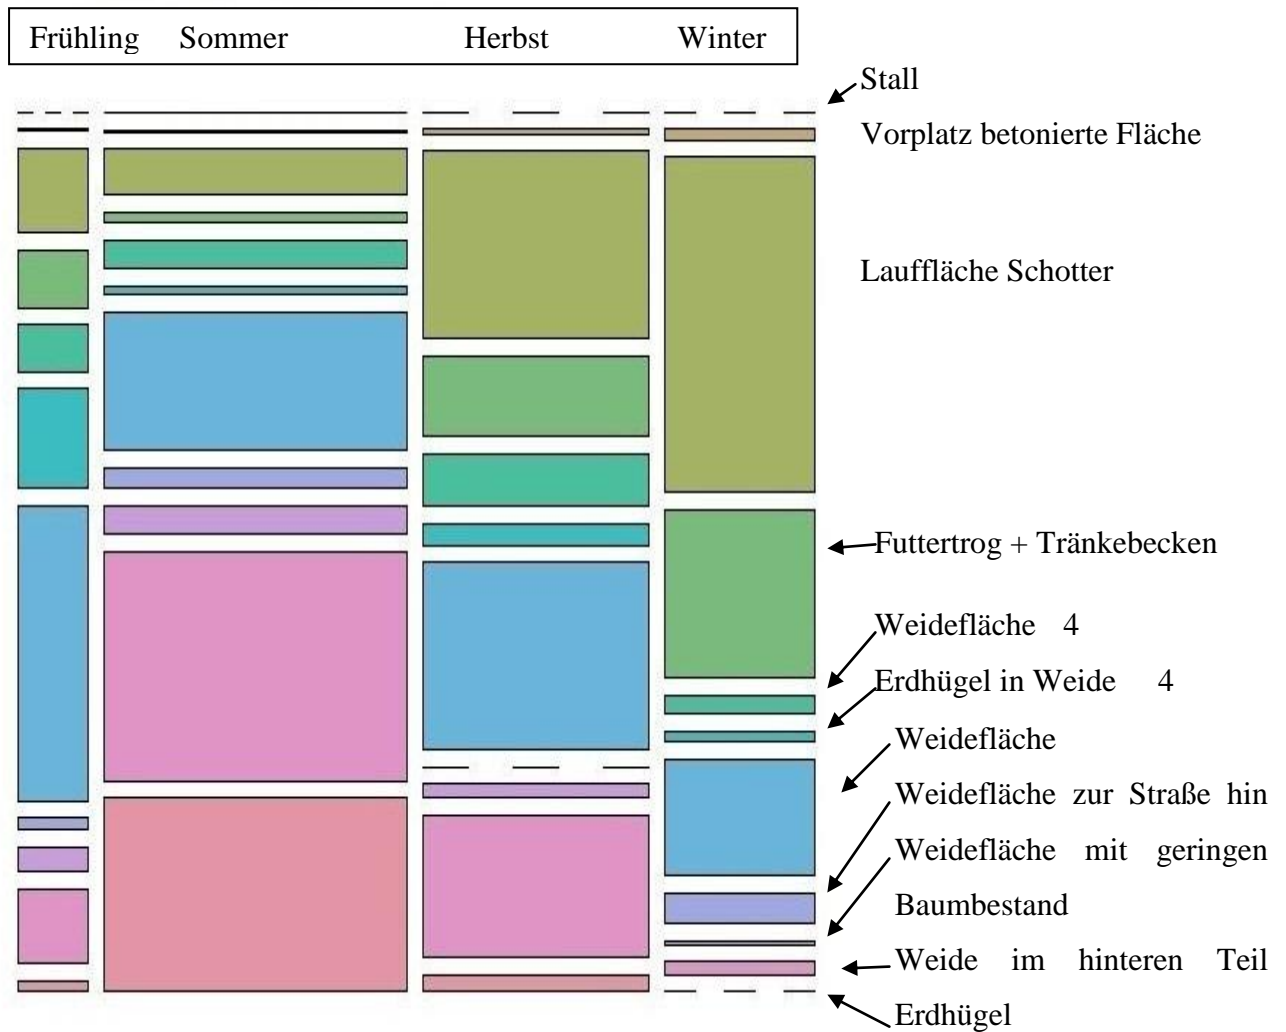 Frühling Sommer Herbst Winter
Stall
Vorplatz betonierte Fläche
Lauffläche Schotter
Futtertrog + Tränkebecken
Weidefläche 4
Erdhügel in Weide 4
Weidefläche
Weidefläche zur Straße hin
Weidefläche mit geringen
Baumbestand
Weide im hinteren Teil
Erdhügel